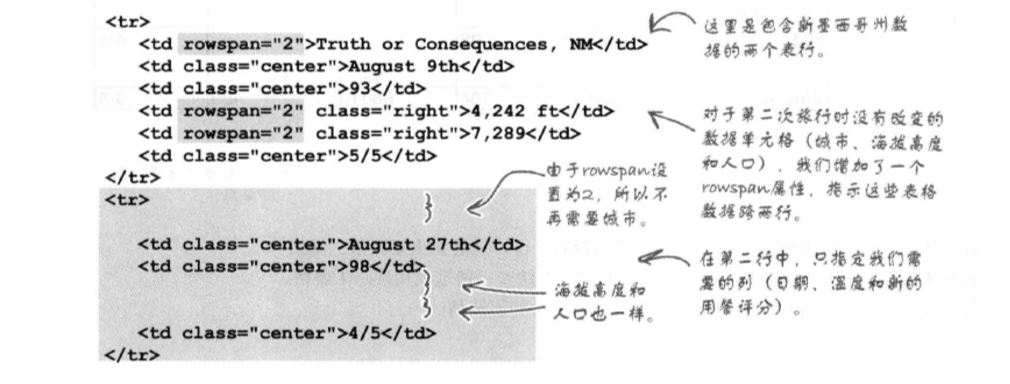 <tr>
<td rowspan="2">Truth or Consequences, NM</td>
<td class="center">August 9th</td>
<td class="center">93</td>
<td rowspan="2" class="right">4,242 ft</td>
<td rowspan="2" class="right">7,289</td>
<td class="center">5/5</td>
</tr>
<tr>
<td class="center">August 27th</td>
<td class="center">98</td>
<td class="center">4/5</td>
</tr>
这里是包含新墨西哥州数
据的两个表行。
对于第二次旅行时没有改变的
数据单元格（城市、海拔高度
和人口），我们增加了一个
rowspan属性，指示这些表格
数据跨两行。
由于rowspan设
置为2，所以不
再需要城市。
在第二行中，只指定我们需
要的列（日期、温度和新的
用餐评分）。
海拔高度和
人口也一样。